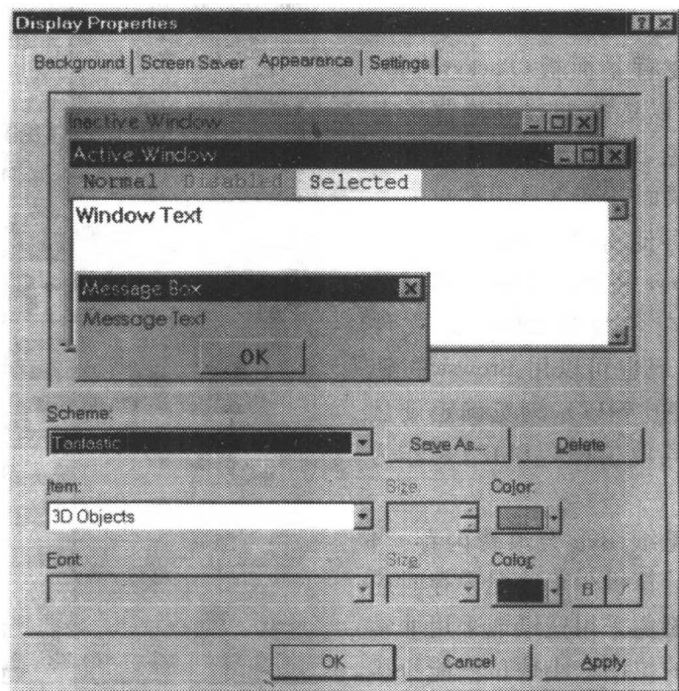 Display Properties
Background Screen Saver Appearance Settings
Inactive Window
Active Window
Normal Disabled Selected
Window Text
Message Box
Message Text
OK
Scheme:
Tantastic
Save As...
Delete
Item:
Size:
Color:
3D Objects
Font:
Size:
Color:
B I
OK
Cancel
Apply